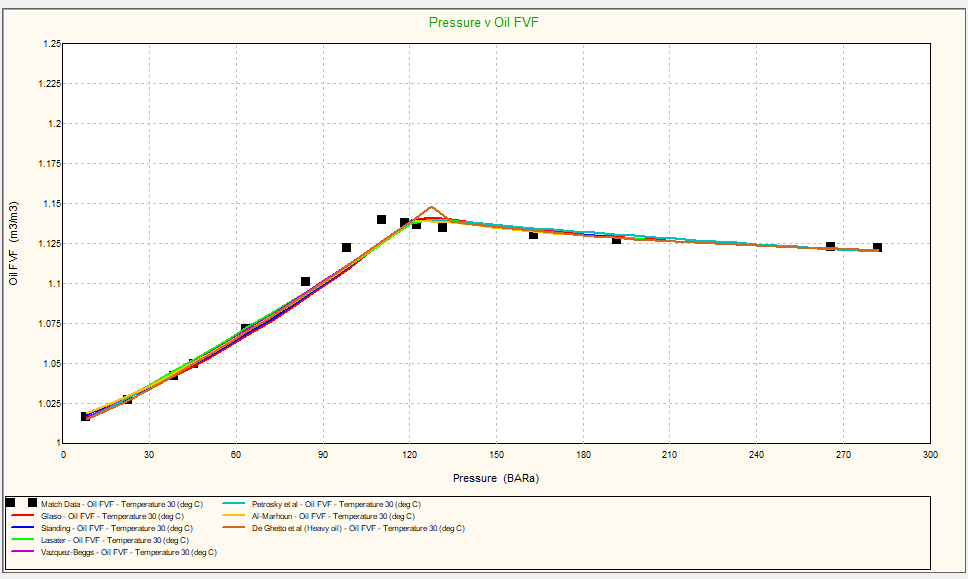 Pressure v Oil FVF
1.25
1.225
1.2
1.175
1.15
1.125
1.1
1.075
1.05
1.025
1
Oil FVF (m3/m3)
0 30 60 90 120 150 180 210 240 270 300
Pressure (BARa)
Match Data - Oil FVF - Temperature 30 (deg C)
Glaso - Oil FVF - Temperature 30 (deg C)
Standing - Oil FVF - Temperature 30 (deg C)
Lasater - Oil FVF - Temperature 30 (deg C)
Vazquez-Beggs - Oil FVF - Temperature 30 (deg C)
Petrosky et al - Oil FVF - Temperature 30 (deg C)
Al-Marhoun - Oil FVF - Temperature 30 (deg C)
De Ghetto et al (Heavy oil) - Oil FVF - Temperature 30 (deg C)